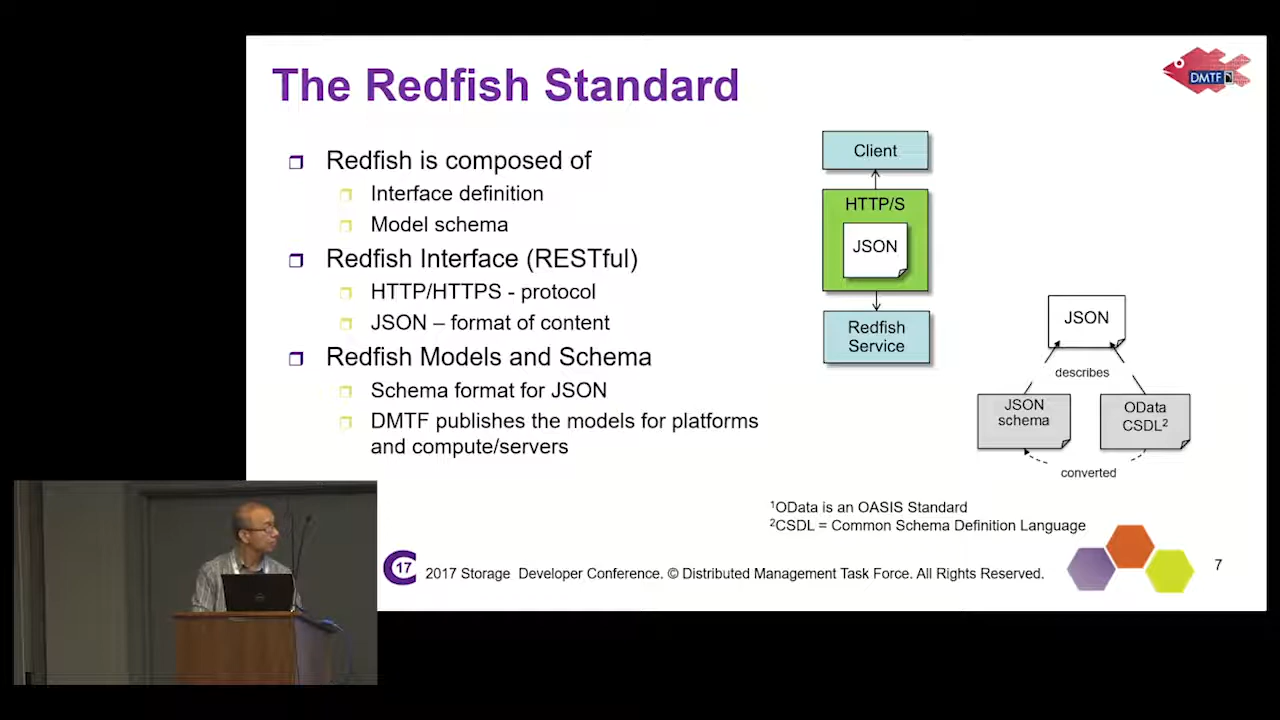 The Redfish Standard
DMTF
❒ Redfish is composed of
❒ Interface definition
❒ Model schema
❒ Redfish Interface (RESTful)
❒ HTTP/HTTPS - protocol
❒ JSON – format of content
❒ Redfish Models and Schema
❒ Schema format for JSON
❒ DMTF publishes the models for platforms
and compute/servers
Client
HTTP/S
JSON
Redfish
Service
JSON
describes
JSON
schema
OData
CSDL²
converted
¹OData is an OASIS Standard
²CSDL = Common Schema Definition Language
17
2017 Storage Developer Conference. © Distributed Management Task Force. All Rights Reserved.
7